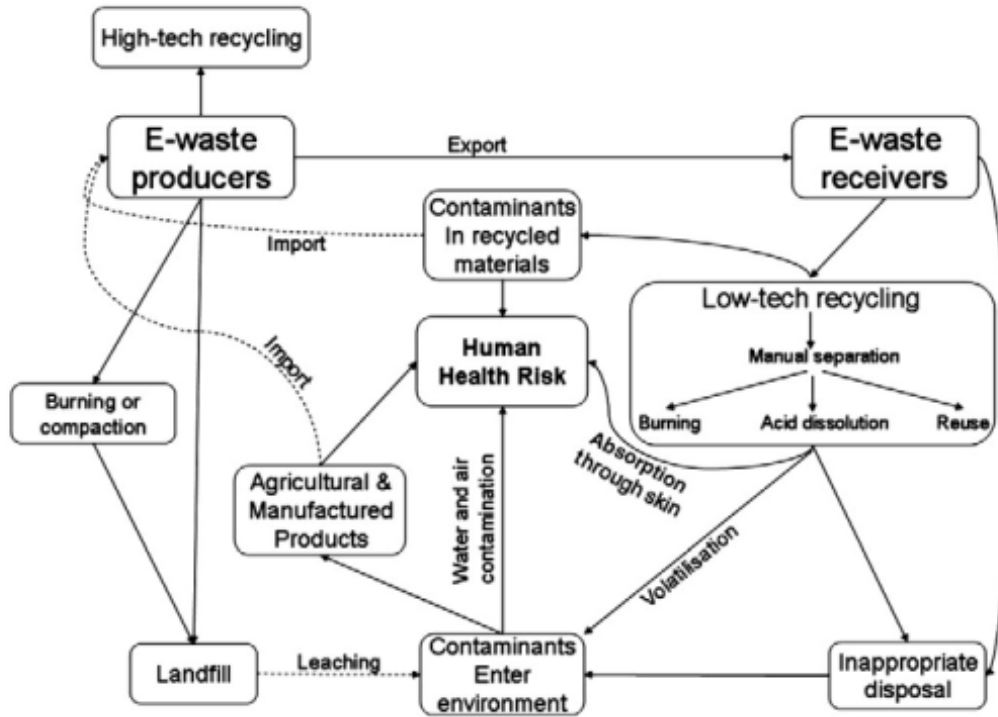 High-tech recycling
E-waste
producers
Export
E-waste
receivers
Contaminants
In recycled
materials
Import
Low-tech recycling
Manual separation
Burning
Acid dissolution
Reuse
Human
Health Risk
Import
Burning or
compaction
Absorption
through skin
Agricultural &
Manufactured
Products
Water and air
contamination
Volatilisation
Landfill
Leaching
Contaminants
Enter
environment
Inappropriate
disposal